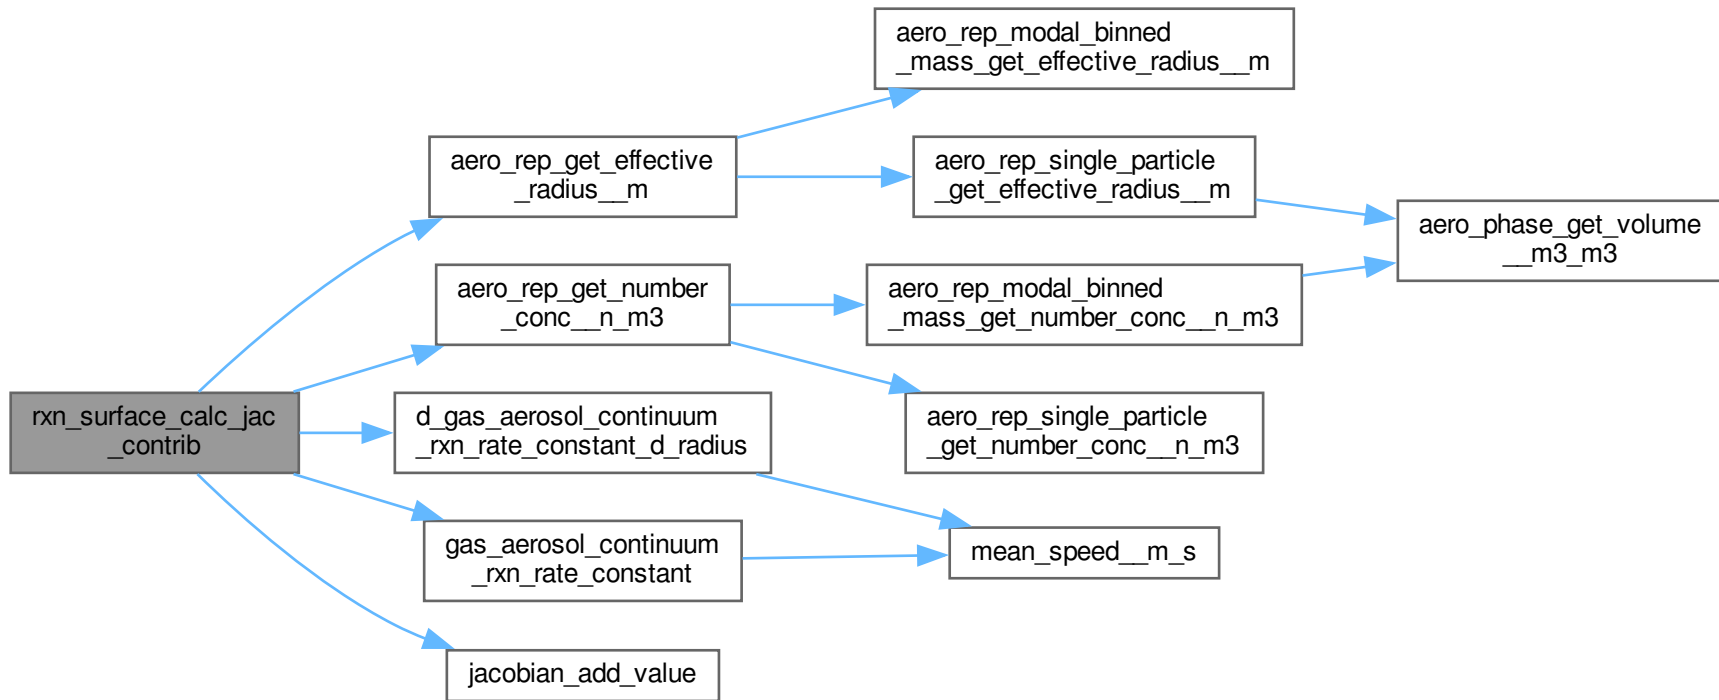 aero_rep_modal_binned
_mass_get_effective_radius__m
aero_rep_get_effective
_radius__m
aero_rep_single_particle
_get_effective_radius__m
aero_phase_get_volume
__m3_m3
aero_rep_get_number
_conc__n_m3
aero_rep_modal_binned
_mass_get_number_conc__n_m3
rxn_surface_calc_jac
_contrib
d_gas_aerosol_continuum
_rxn_rate_constant_d_radius
aero_rep_single_particle
_get_number_conc__n_m3
gas_aerosol_continuum
_rxn_rate_constant
mean_speed__m_s
jacobian_add_value